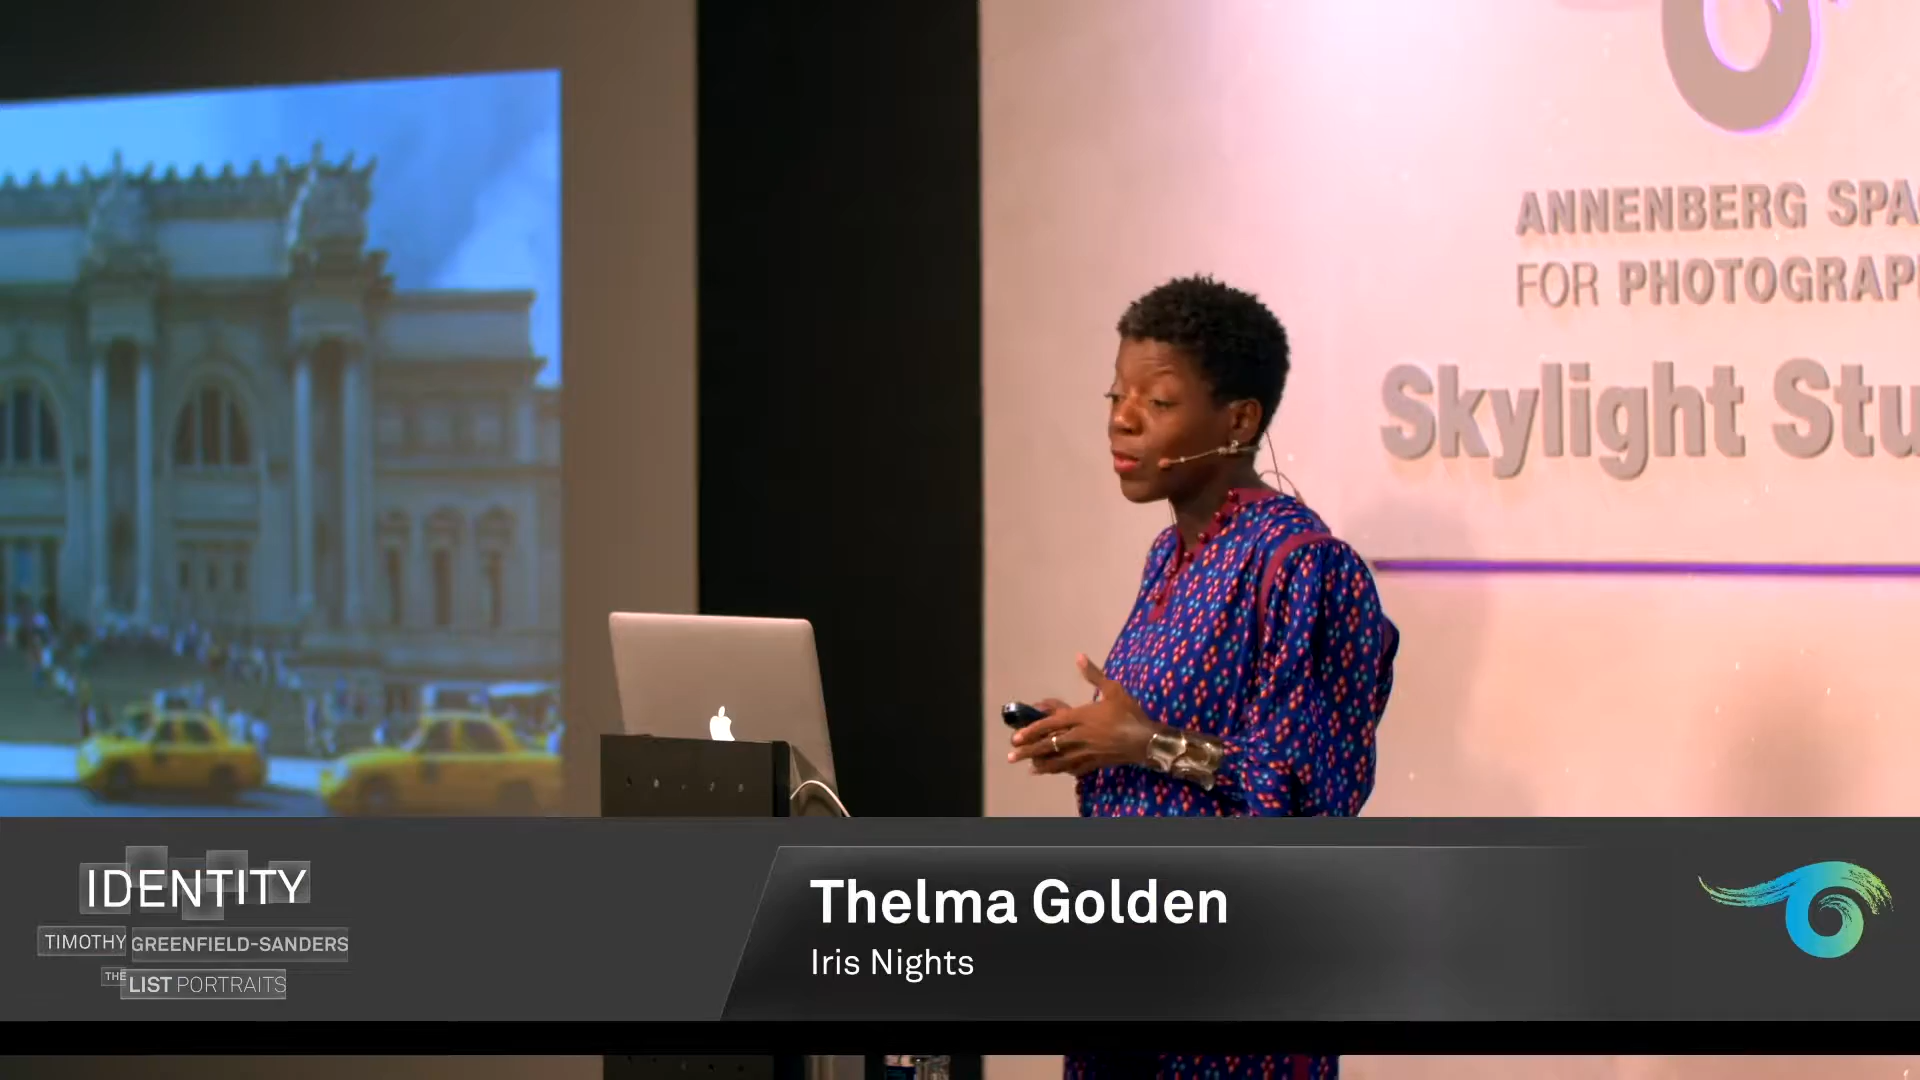 ANNENBERG SPA
FOR PHOTOGRAP
Skylight Stu
IDENTITY
TIMOTHY GREENFIELD-SANDERS
THE LIST PORTRAITS
Thelma Golden
Iris Nights